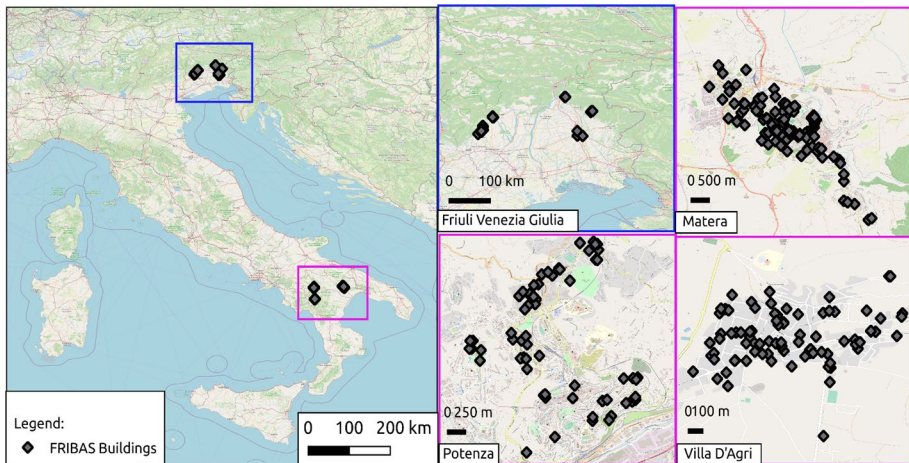 Legend:
FRIBAS Buildings
0 100 200 km
0 100 km
Friuli Venezia Giulia
0 500 m
Matera
0 250 m
Potenza
0100 m
Villa D'Agri